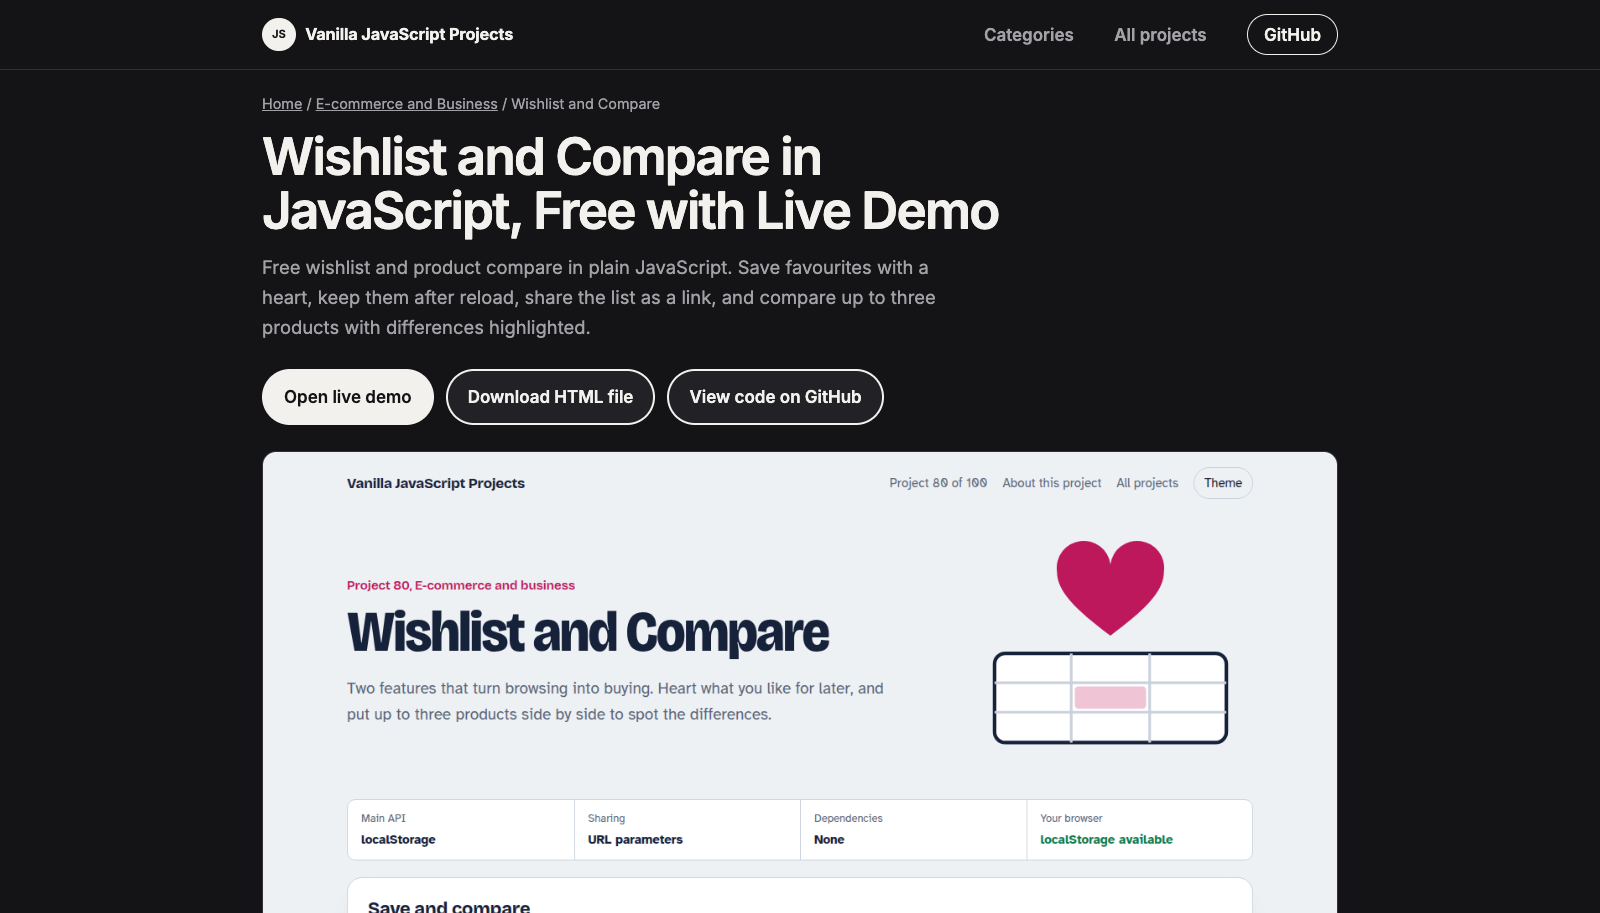 JS Vanilla JavaScript Projects Categories All projects GitHub
Home / E-commerce and Business / Wishlist and Compare
Wishlist and Compare in
JavaScript, Free with Live Demo
Free wishlist and product compare in plain JavaScript. Save favourites with a
heart, keep them after reload, share the list as a link, and compare up to three
products with differences highlighted.
Open live demo Download HTML file View code on GitHub
Vanilla JavaScript Projects Project 80 of 100 About this project All projects Theme
Project 80, E-commerce and business
Wishlist and Compare
Two features that turn browsing into buying. Heart what you like for later, and
put up to three products side by side to spot the differences.
Main API Sharing Dependencies Your browser
localStorage URL parameters None localStorage available
Save and compare